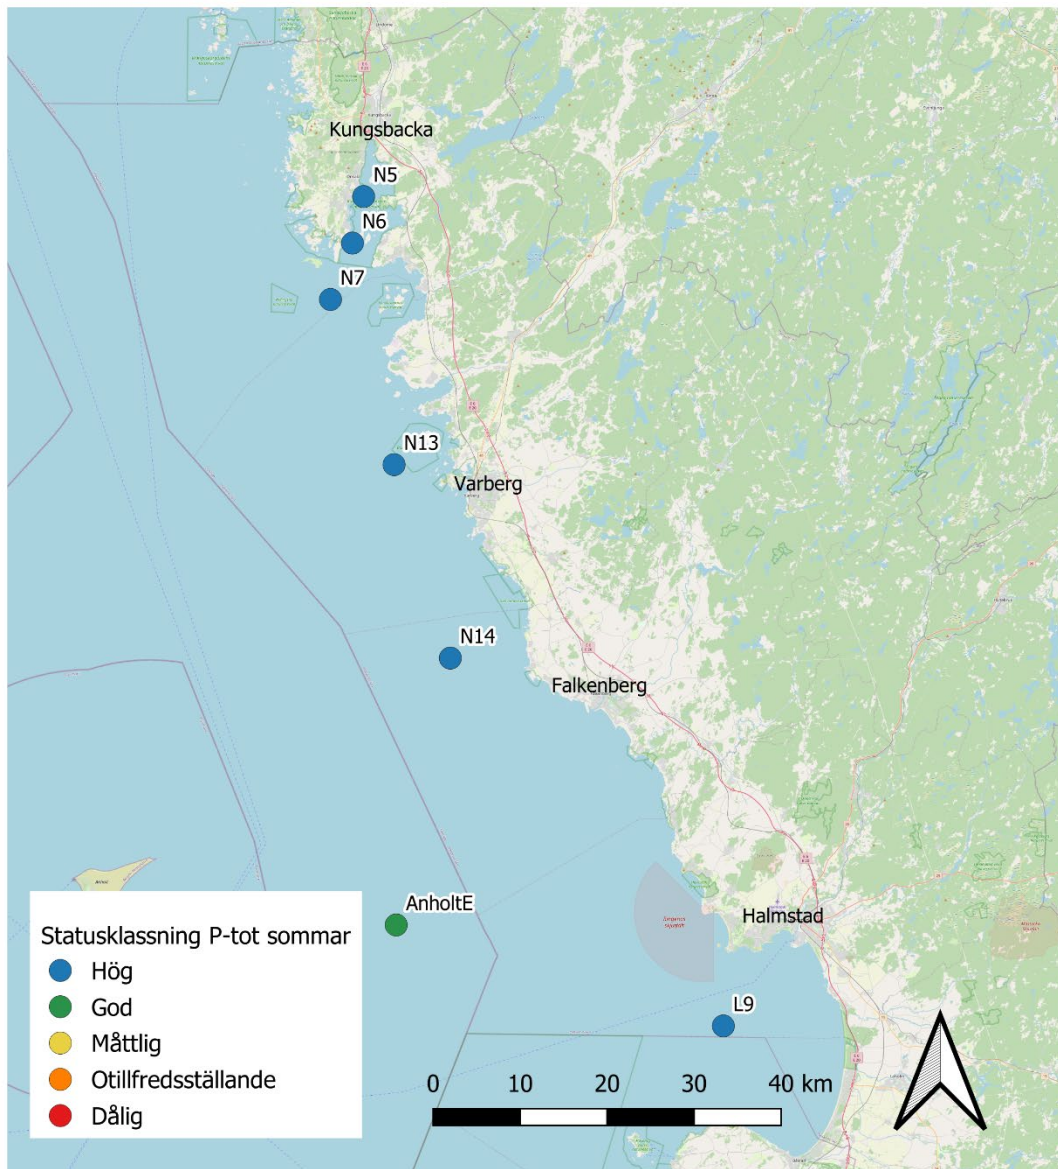 Kungsbacka
N5
N6
N7
N13
Varberg
N14
Falkenberg
AnholtE
Halmstad
L9
Statusklassning P-tot sommar
Hög
God
Måttlig
Otillfredsställande
Dålig
0 10 20 30 40 km